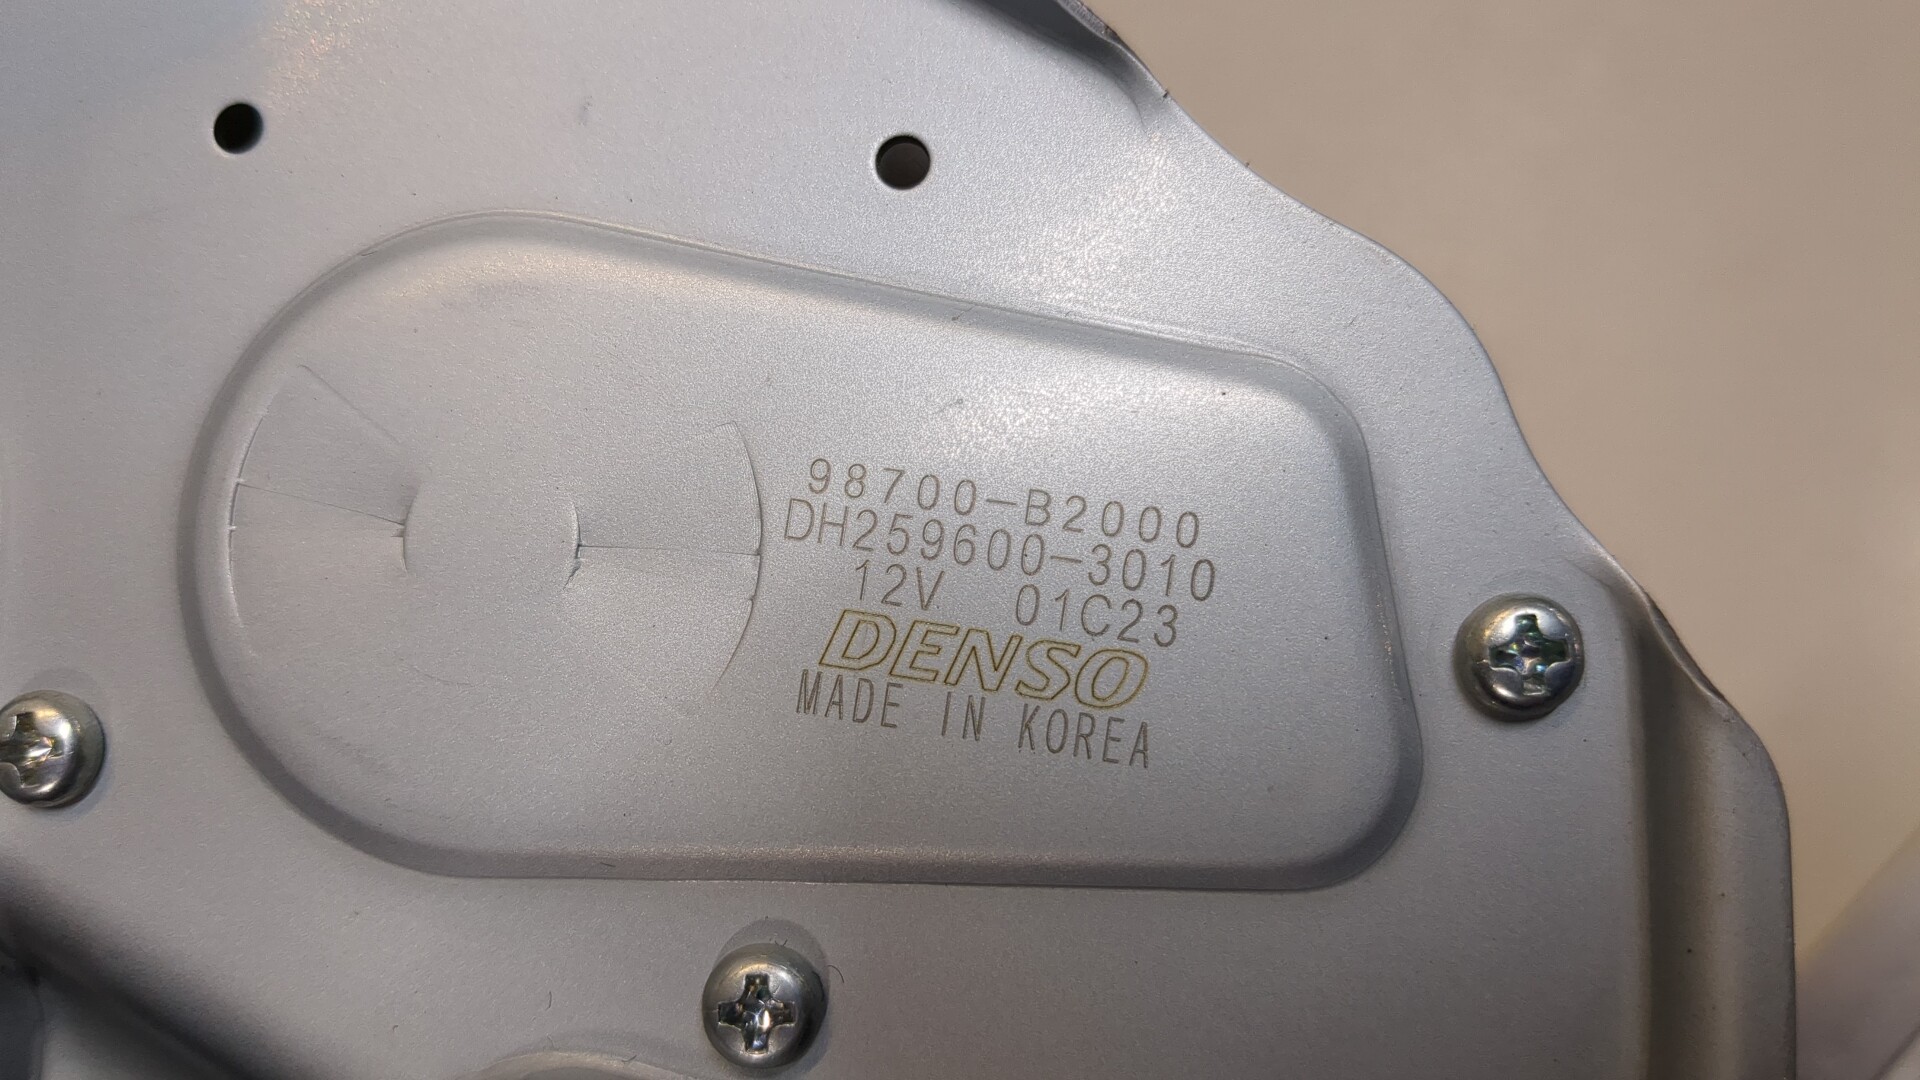 98700-B2000
DH259600-3010
12V 01C23
DENSO
MADE IN KOREA